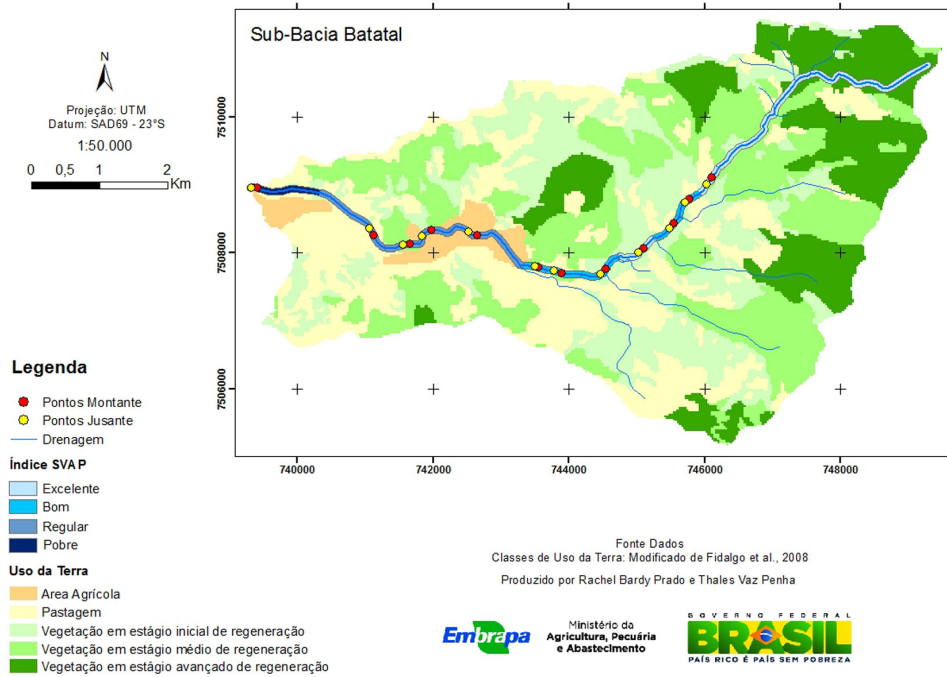 740000
742000
744000
746000
748000
Sub-Bacia Batatal
N
Projeção: UTM
Datum: SAD69 - 23°S
1:50.000
0 0,5 1 2
Km
7510000
7508000
7506000
740000
742000
744000
746000
748000
Legenda
Pontos Montante
Pontos Jusante
Drenagem
Índice SVAP
Excelente
Bom
Regular
Pobre
Uso da Terra
Area Agrícola
Pastagem
Vegetação em estágio inicial de regeneração
Vegetação em estágio médio de regeneração
Vegetação em estágio avançado de regeneração
Fonte Dados
Classes de Uso da Terra: Modificado de Fidalgo et al., 2008
Produzido por Rachel Bardy Prado e Thales Vaz Penha
Embrapa
Ministério da
Agricultura, Pecuária
e Abastecimento
GOVERNO FEDERAL
BRASIL
PAÍS RICO É PAÍS SEM POBREZA